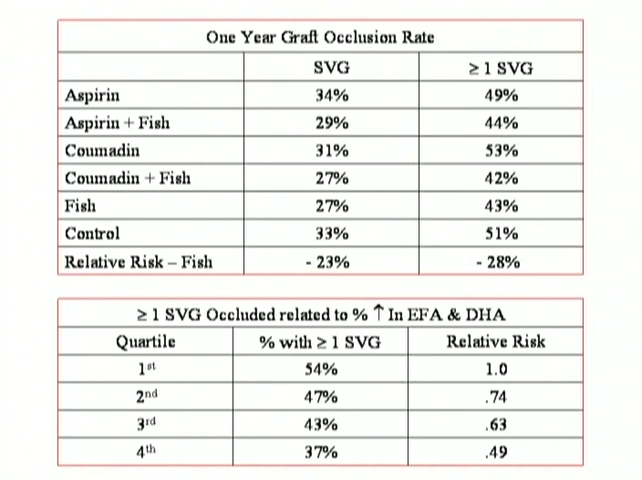 One Year Graft Occlusion Rate
SVG ≥ 1 SVG
Aspirin 34% 49%
Aspirin + Fish 29% 44%
Coumadin 31% 53%
Coumadin + Fish 27% 42%
Fish 27% 43%
Control 33% 51%
Relative Risk – Fish - 23% - 28%
≥ 1 SVG Occluded related to % ↑ In EFA & DHA
Quartile % with ≥ 1 SVG Relative Risk
1st 54% 1.0
2nd 47% .74
3rd 43% .63
4th 37% .49